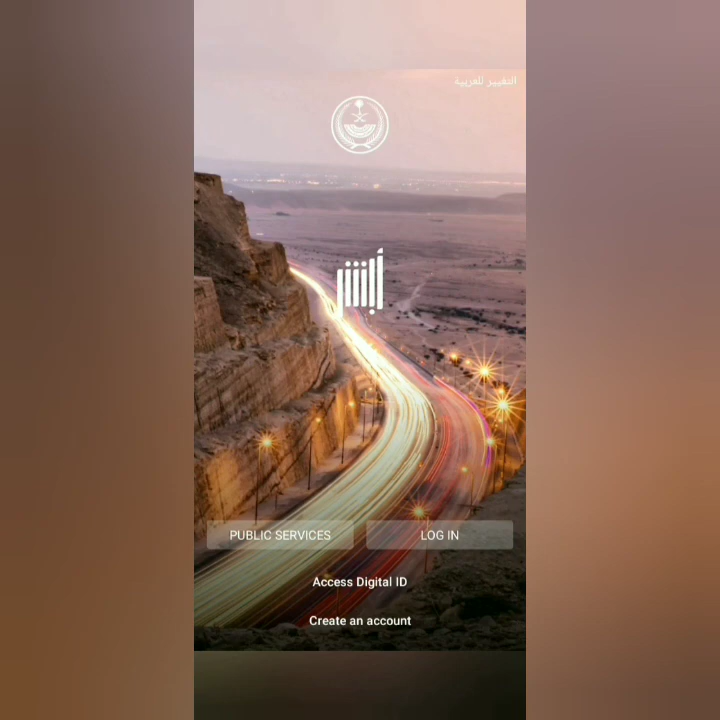 التغيير للعربية
أبشر
PUBLIC SERVICES
LOG IN
Access Digital ID
Create an account